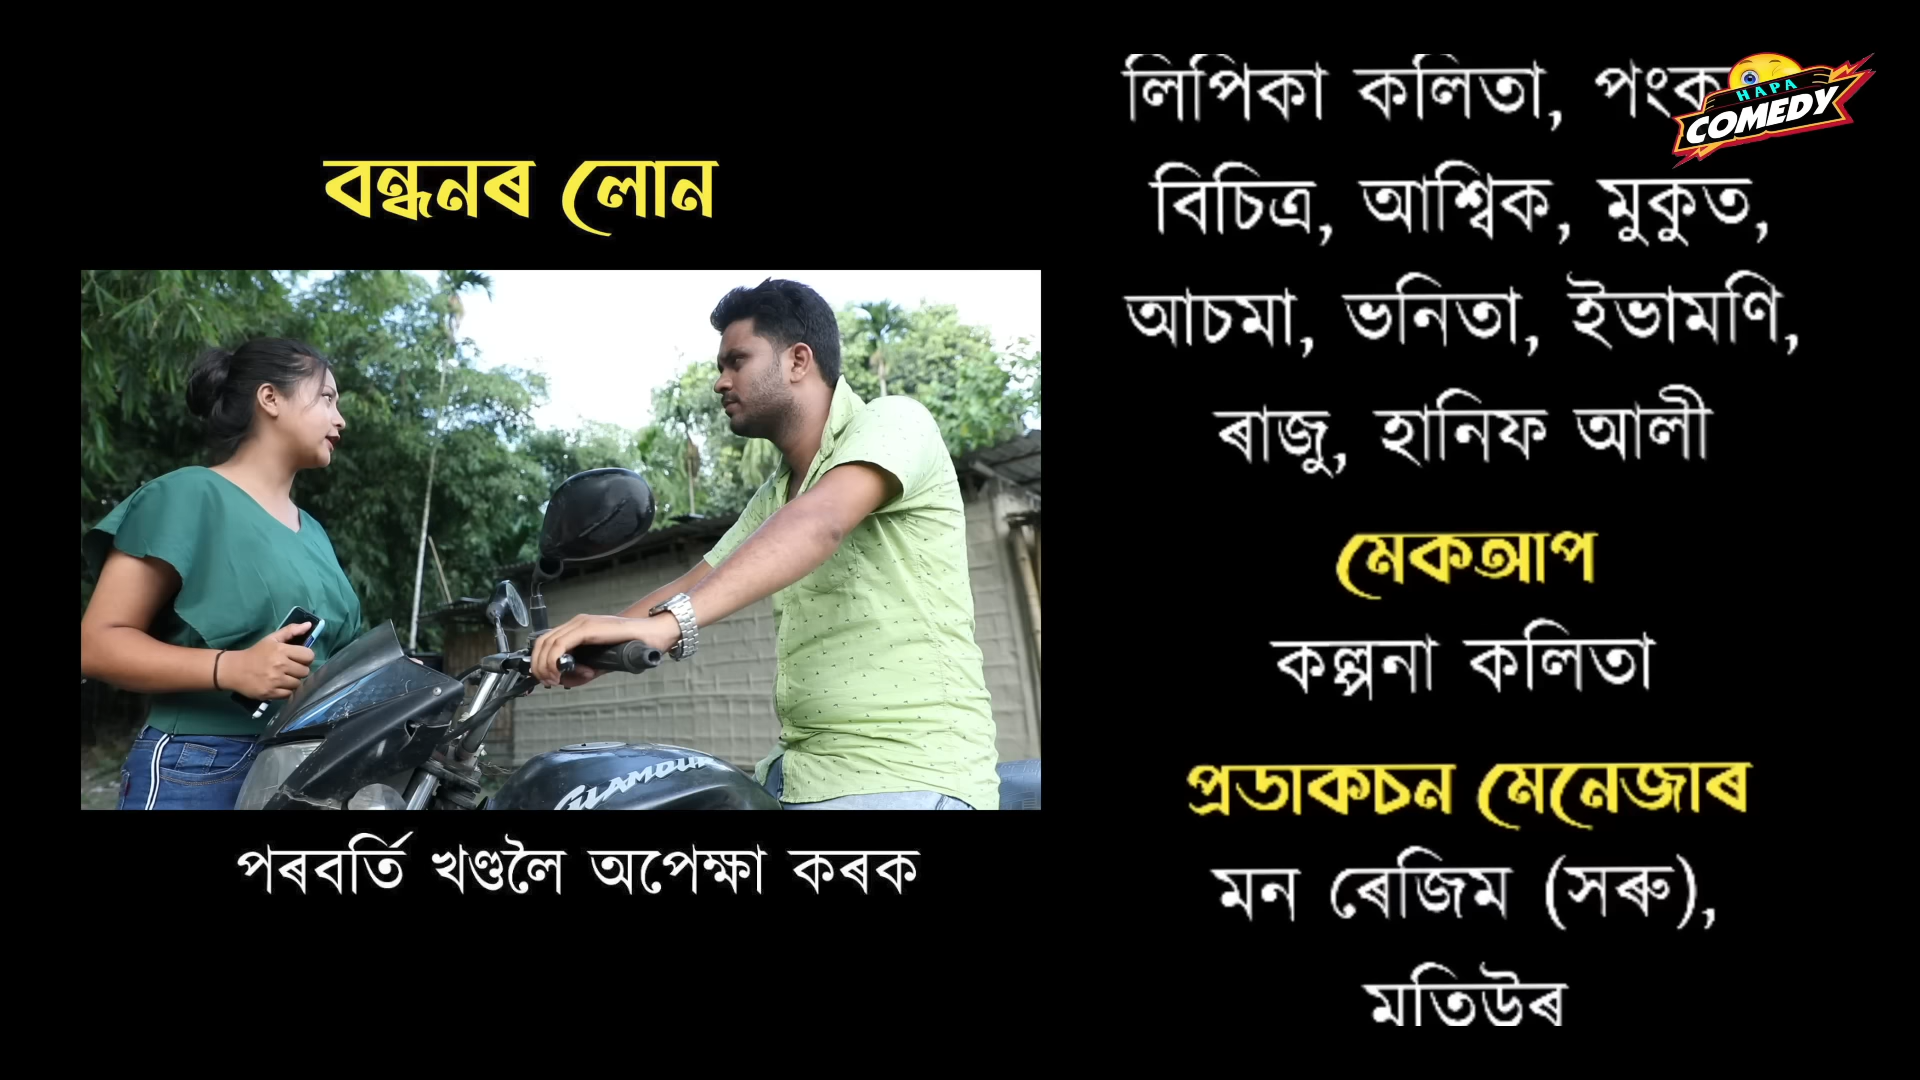 বন্ধনৰ লোন
GLAMOUR
পৰবৰ্তি খণ্ডলৈ অপেক্ষা কৰক
লিপিকা কলিতা,
বিচিত্ৰ, আশ্বিক, মুকুত,
আচমা, ভনিতা, ইভামণি,
ৰাজু, হানিফ আলী
মেকআপ
কল্পনা কলিতা
প্ৰডাকচন মেনেজাৰ
মন ৰেজিম (সৰু),
মতিউৰ
HAPA
COMEDY